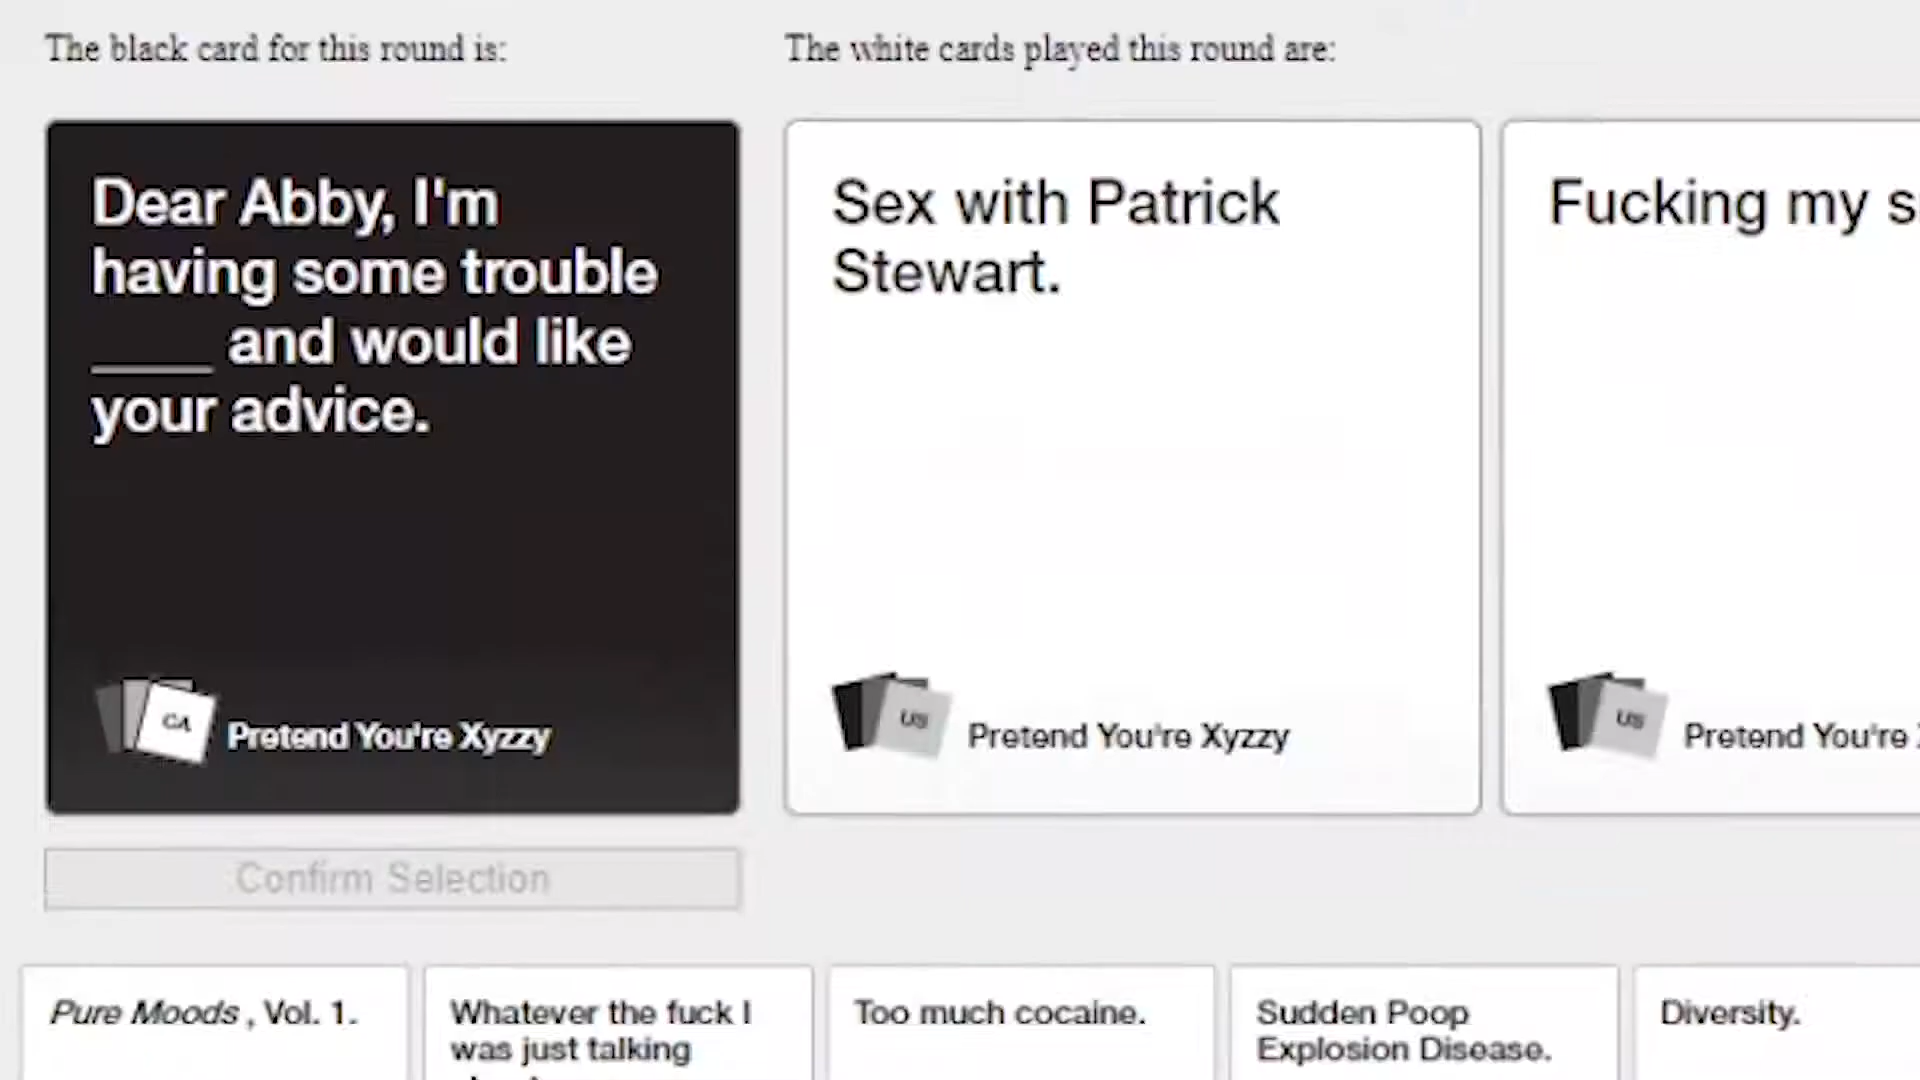 The black card for this round is:
The white cards played this round are:
Dear Abby, I'm
having some trouble
____ and would like
your advice.
CA
Pretend You're Xyzzy
Sex with Patrick
Stewart.
US
Pretend You're Xyzzy
Fucking my s
US
Pretend You're
Confirm Selection
Pure Moods , Vol. 1.
Whatever the fuck I
was just talking
Too much cocaine.
Sudden Poop
Explosion Disease.
Diversity.